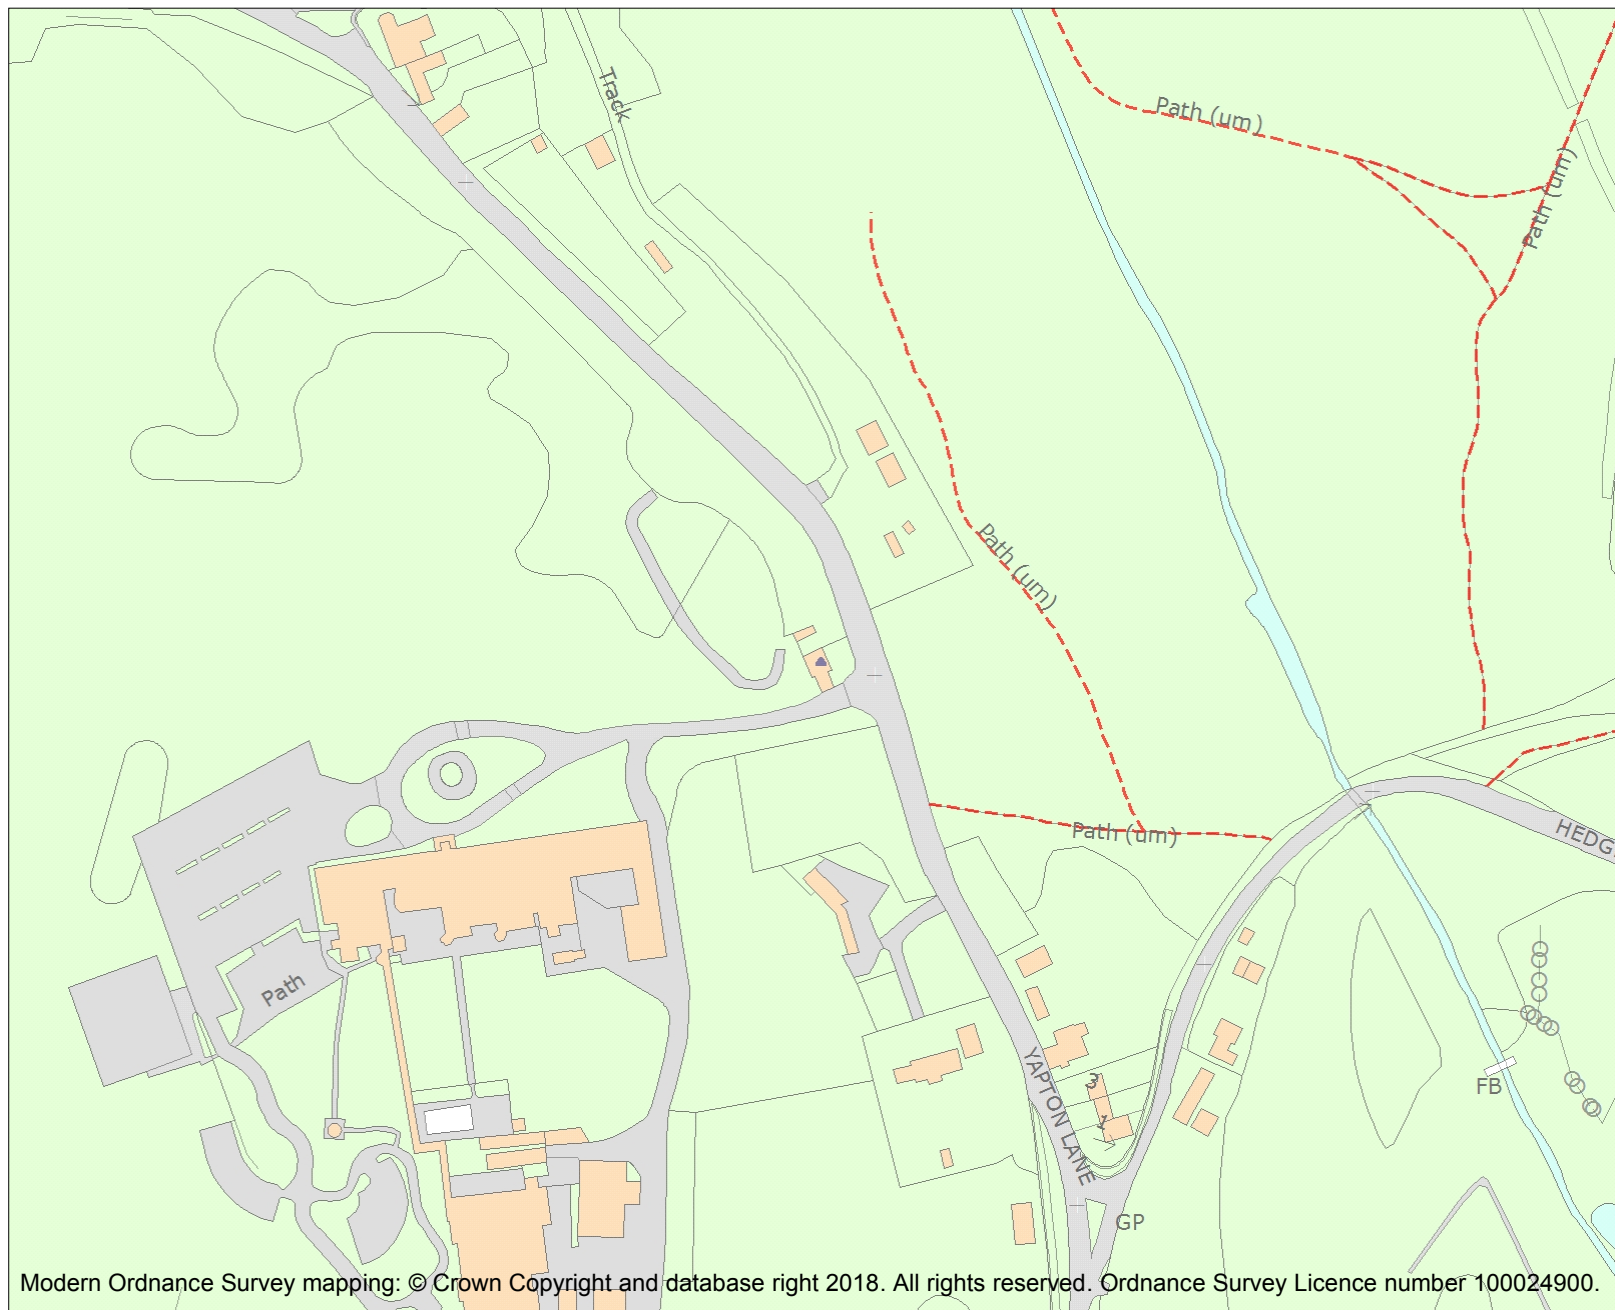 Track
Path (um)
Path (um)
Path (um)
Path (um)
HEDG
Path
3
1
YAPTON LANE
FB
GP
Modern Ordnance Survey mapping: © Crown Copyright and database right 2018. All rights reserved. Ordnance Survey Licence number 100024900.